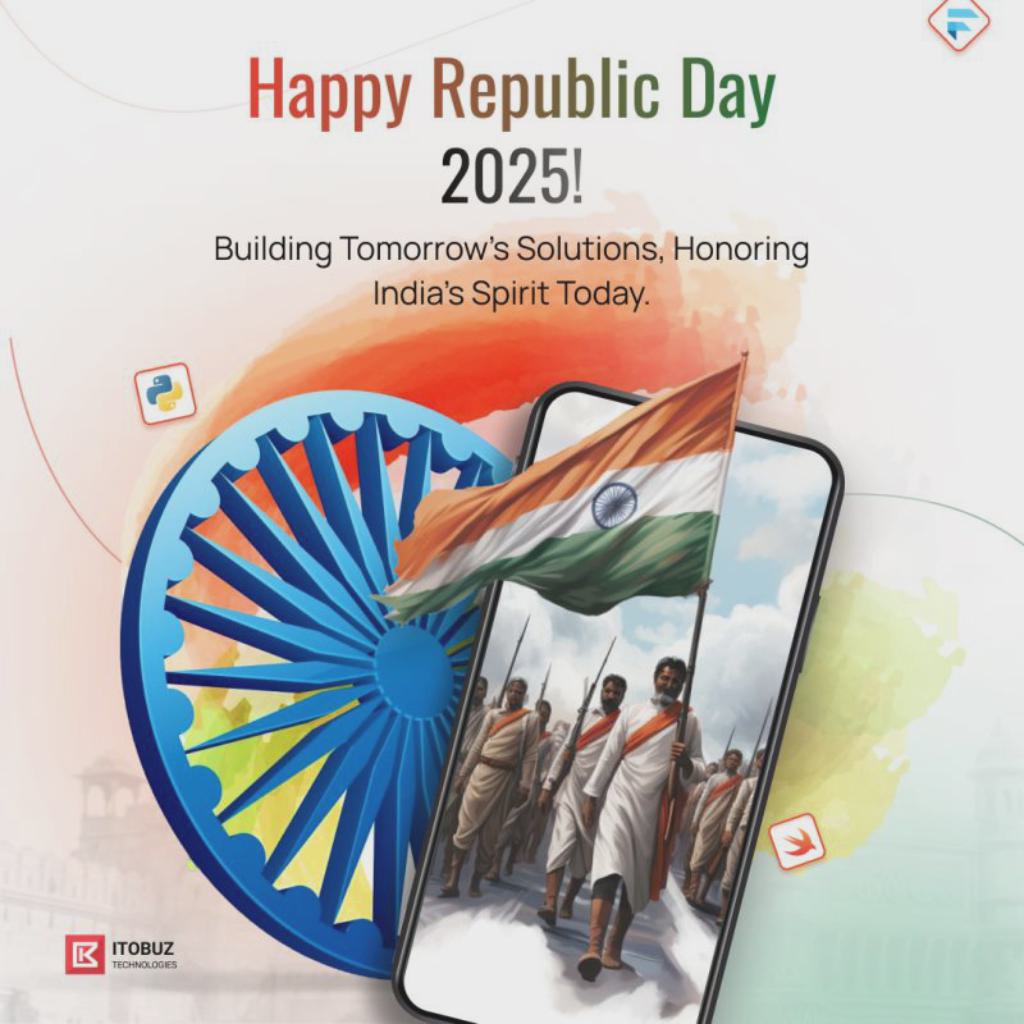 Happy Republic Day
2025!
Building Tomorrow's Solutions, Honoring
India's Spirit Today.
ITOBUZ
TECHNOLOGIES